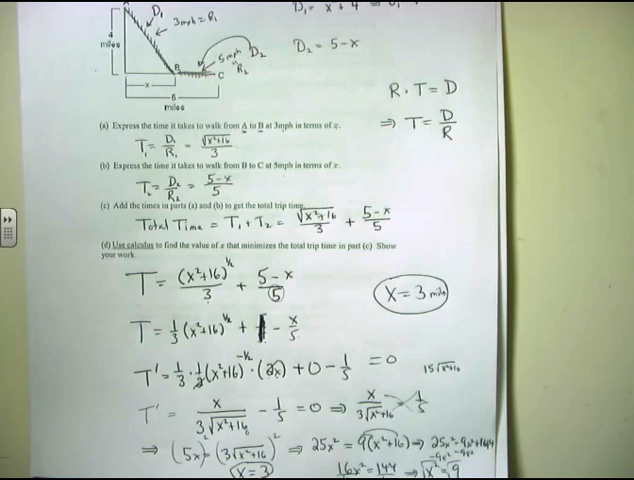 D₁
3mph = R₁
4
miles
5mph
D₂
"R₂
B
C
x
5
miles
D₂ = 5-x
R · T = D
⇒ T = D/R
(a) Express the time it takes to walk from A to B at 3mph in terms of x.
T₁ = D₁/R₁ = √(x²+16)/3
(b) Express the time it takes to walk from B to C at 5mph in terms of x.
T₂ = D₂/R₂ = (5-x)/5
(c) Add the times in parts (a) and (b) to get the total trip time.
Total Time = T₁ + T₂ = √(x²+16)/3 + (5-x)/5
(d) Use calculus to find the value of x that minimizes the total trip time in part (c) Show
your work.
T = (x²+16)^½/3 + (5-x)/5
x = 3 miles
T = 1/3 (x²+16)^½ + 1 - x/5
T' = 1/3 · 1/2 (x²+16)^-½ · (2x) + 0 - 1/5 = 0
15√(x²+16)
T' = x/(3√(x²+16)) - 1/5 = 0 ⇒ x/(3√(x²+16)) 1/5
⇒ (5x)² = (3√(x²+16))² ⇒ 25x² = 9(x²+16) ⇒ 25x² = 9x²+144
-9x² -9x²
x = 3
16x² = 144 ⇒ √x² = √9